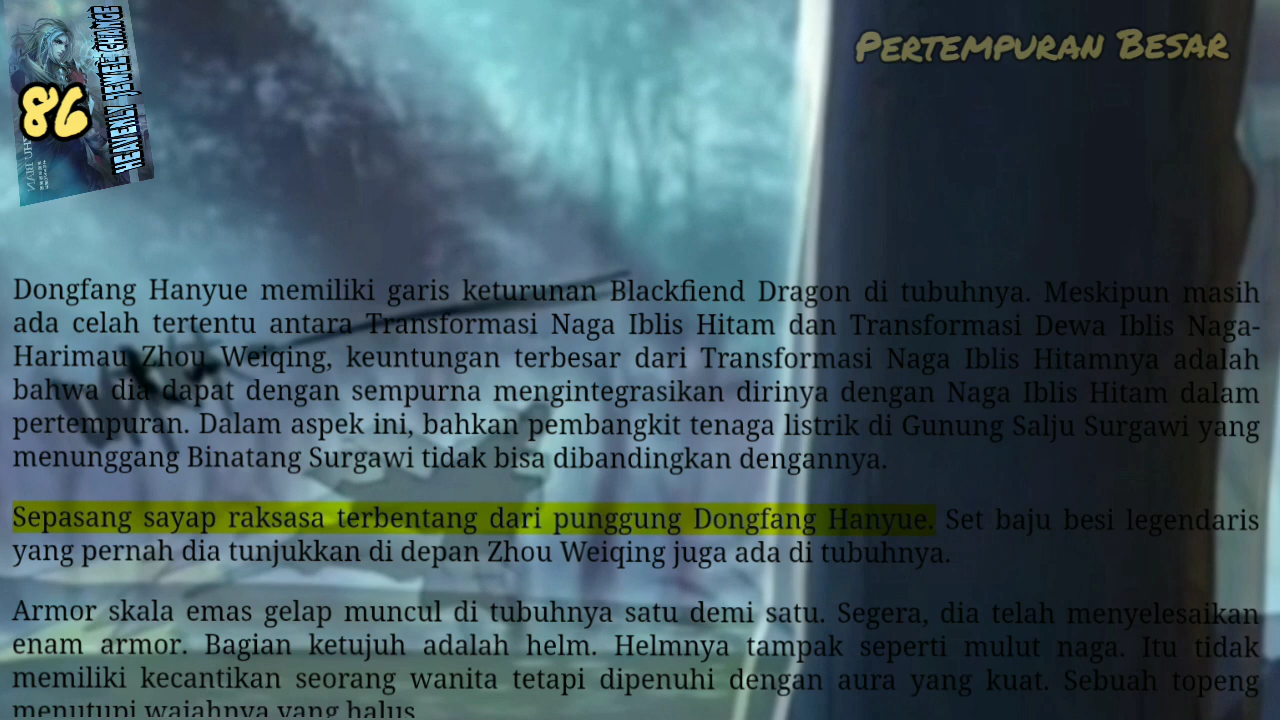 HEAVENLY JEWEL CHANGE
86
PERTEMPURAN BESAR
Dongfang Hanyue memiliki garis keturunan Blackfiend Dragon di tubuhnya. Meskipun masih
ada celah tertentu antara Transformasi Naga Iblis Hitam dan Transformasi Dewa Iblis Naga-
Harimau Zhou Weiqing, keuntungan terbesar dari Transformasi Naga Iblis Hitamnya adalah
bahwa dia dapat dengan sempurna mengintegrasikan dirinya dengan Naga Iblis Hitam dalam
pertempuran. Dalam aspek ini, bahkan pembangkit tenaga listrik di Gunung Salju Surgawi yang
menunggang Binatang Surgawi tidak bisa dibandingkan dengannya.
Sepasang sayap raksasa terbentang dari punggung Dongfang Hanyue. Set baju besi legendaris
yang pernah dia tunjukkan di depan Zhou Weiqing juga ada di tubuhnya.
Armor skala emas gelap muncul di tubuhnya satu demi satu. Segera, dia telah menyelesaikan
enam armor. Bagian ketujuh adalah helm. Helmnya tampak seperti mulut naga. Itu tidak
memiliki kecantikan seorang wanita tetapi dipenuhi dengan aura yang kuat. Sebuah topeng
menutupi wajahnya yang halus